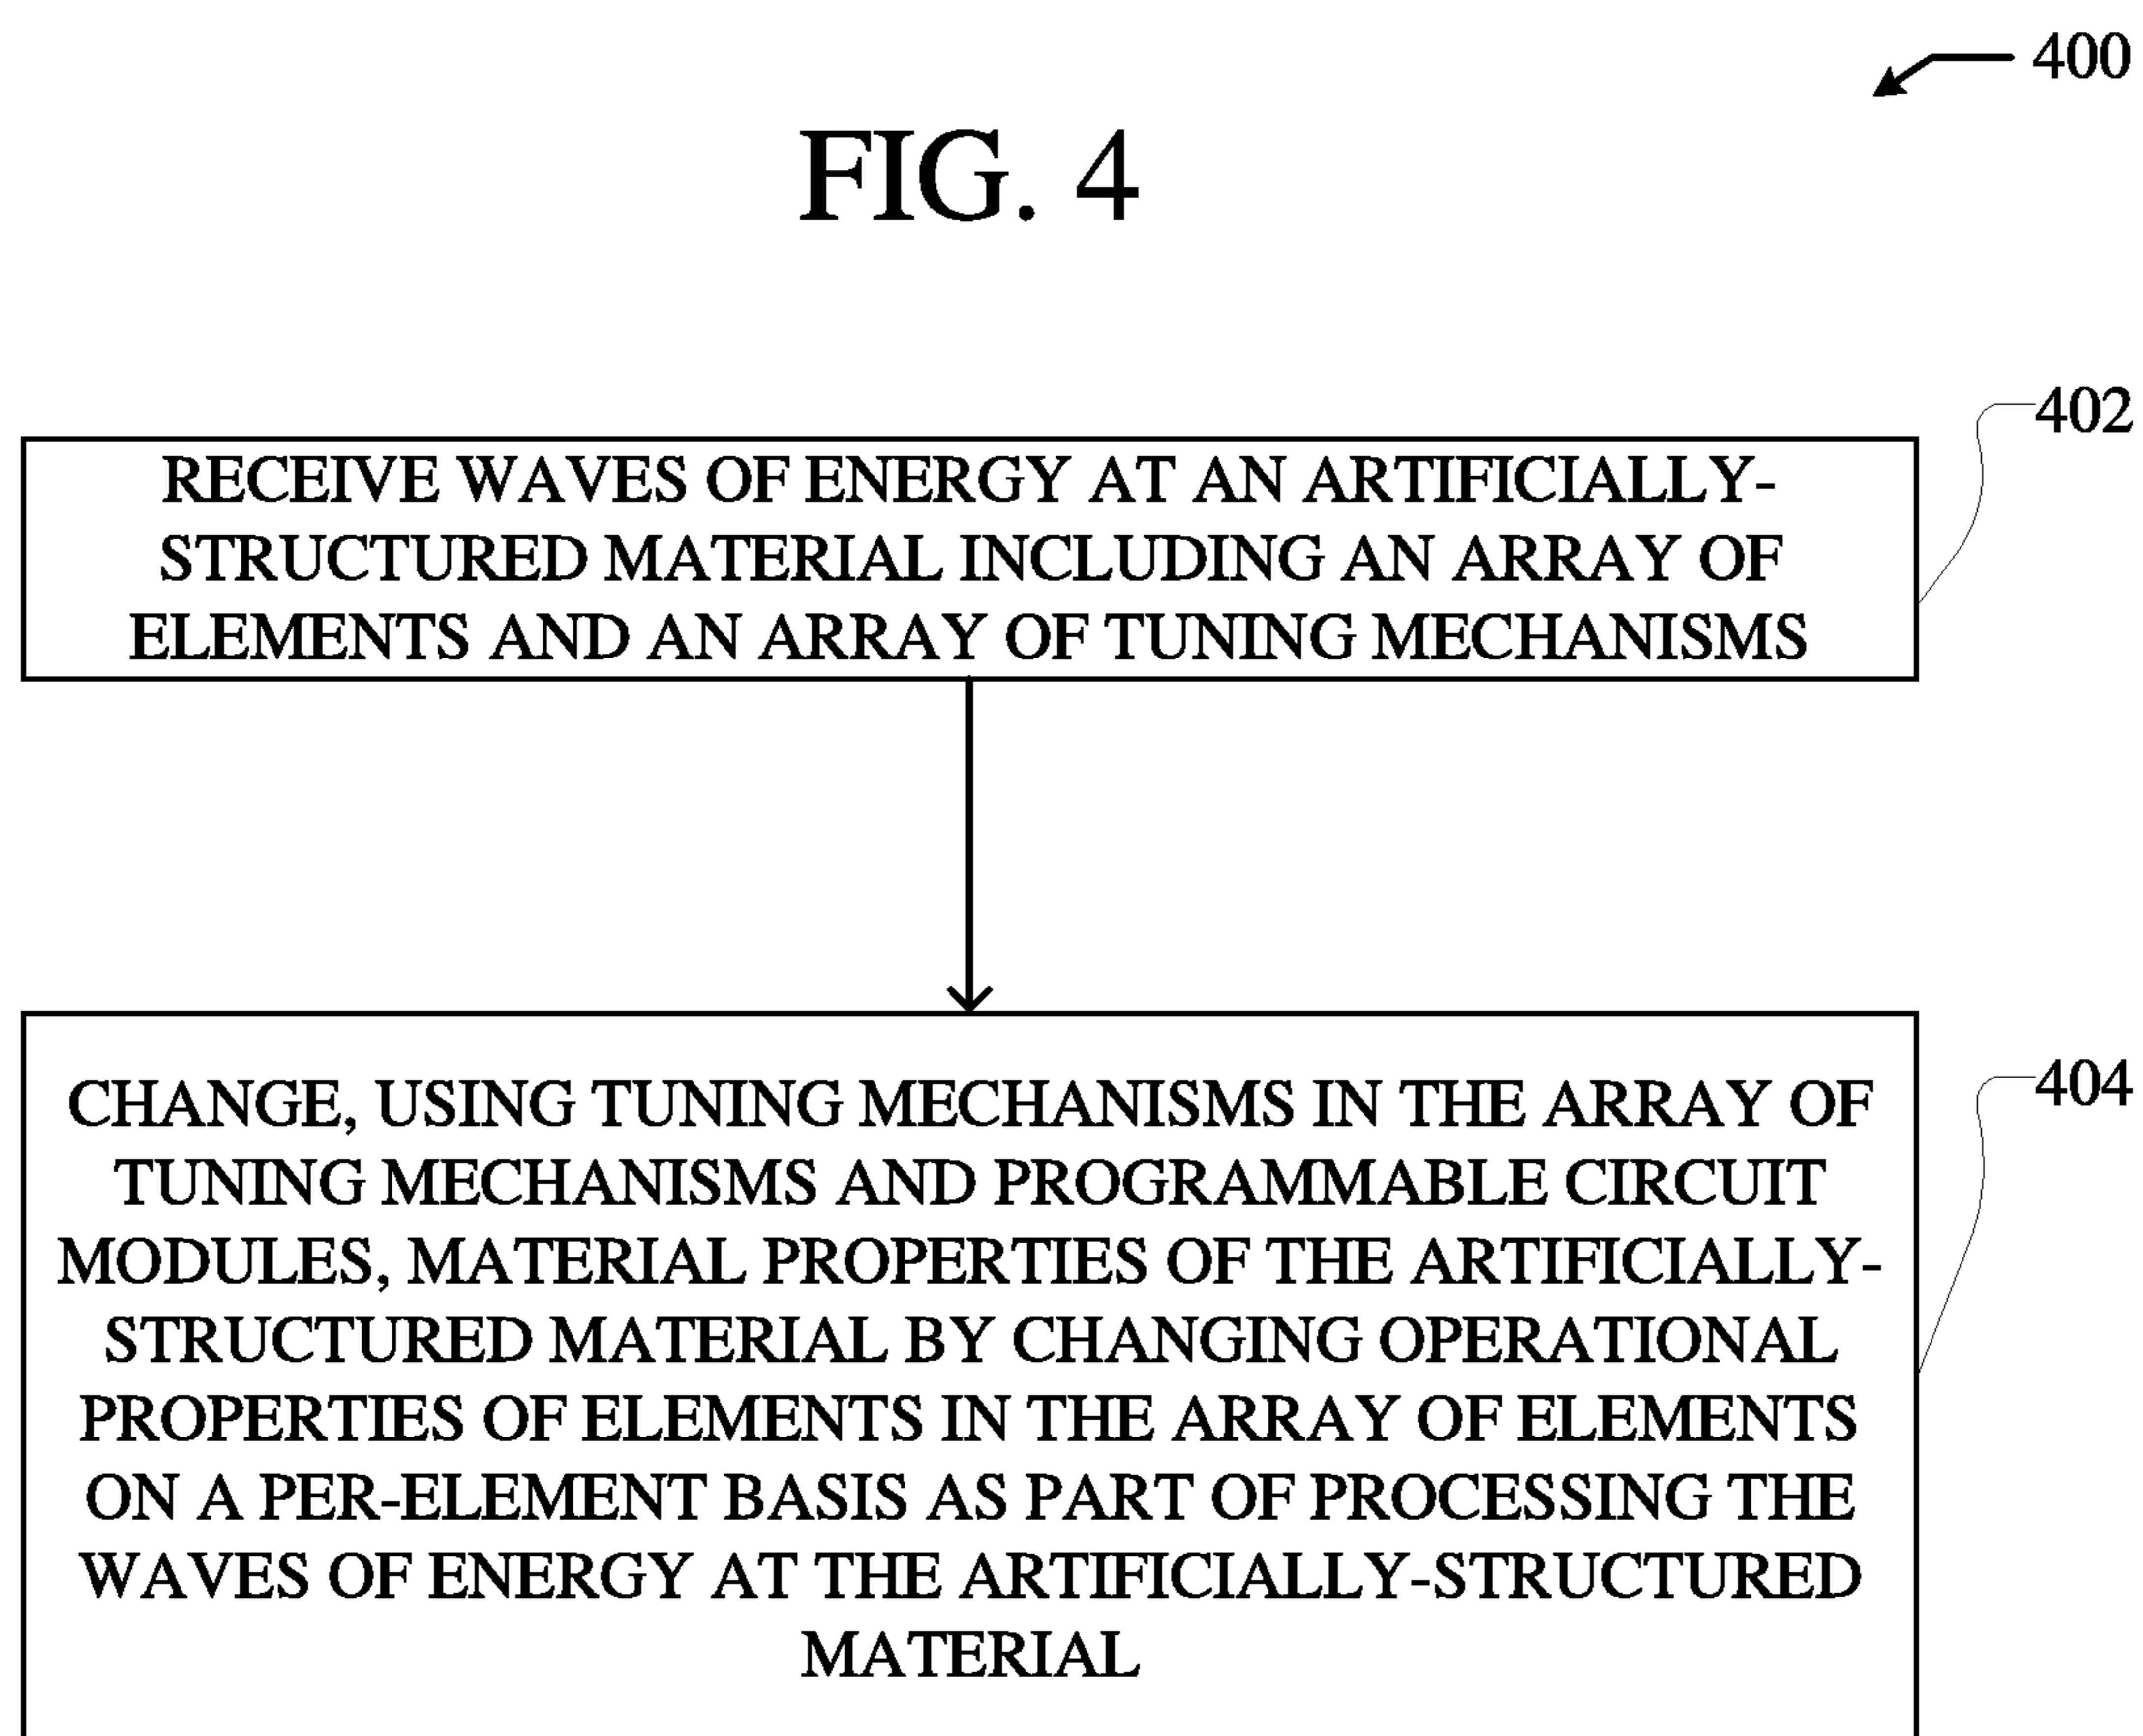 400
FIG. 4
402
RECEIVE WAVES OF ENERGY AT AN ARTIFICIALLY-
STRUCTURED MATERIAL INCLUDING AN ARRAY OF
ELEMENTS AND AN ARRAY OF TUNING MECHANISMS
404
CHANGE, USING TUNING MECHANISMS IN THE ARRAY OF
TUNING MECHANISMS AND PROGRAMMABLE CIRCUIT
MODULES, MATERIAL PROPERTIES OF THE ARTIFICIALLY-
STRUCTURED MATERIAL BY CHANGING OPERATIONAL
PROPERTIES OF ELEMENTS IN THE ARRAY OF ELEMENTS
ON A PER-ELEMENT BASIS AS PART OF PROCESSING THE
WAVES OF ENERGY AT THE ARTIFICIALLY-STRUCTURED
MATERIAL